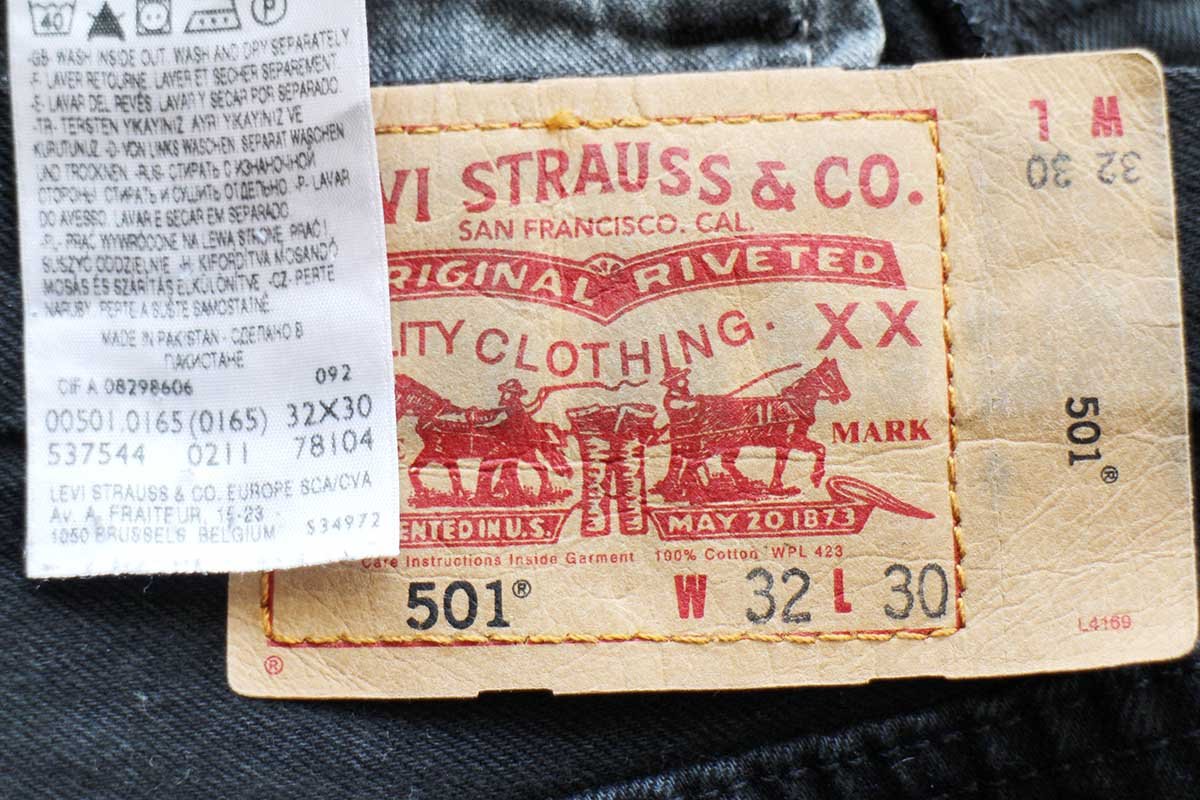 40 P
-GB- WASH INSIDE OUT. WASH AND DRY SEPARATELY
-F- LAVER RETOURNE. LAVER ET SECHER SEPAREMENT.
-E- LAVAR DEL REVÉS. LAVAR Y SECAR POR SEPARADO.
-TR- TERSTEN YIKAYINIZ AYRI YIKAYINIZ VE
KURUTUNUZ. -D- VON LINKS WASCHEN. SEPARAT WASCHEN
UND TROCKNEN. -RUS- СТИРАТЬ С ИЗНАНОЧНОЙ
СТОРОНЫ СТИРАТЬ И СУШИТЬ ОТДЕЛЬНО. -P- LAVAR
DO AVESSO. LAVAR E SECAR EM SEPARADO.
-PL- PRAĆ WYWRÓCONE NA LEWA STRONE. PRAĆ I
SUSZYĆ ODDZIELNIE. -H- KIFORDÍTVA MOSANDÓ
MOSÁS ÉS SZÁRÍTÁS ELKÜLÖNÍTVE. -CZ- PERTE
NARUBY. PERTE A SUŠTE SAMOSTATNĚ.
MADE IN PAKISTAN - СДЕЛАНО В
ПАКИСТАНЕ
CIF A 08298606 092
00501.0165(0165) 32X30
537544 0211 78104
LEVI STRAUSS & CO. EUROPE SCA/CVA
Av. A. FRAITEUR, 15-23
1050 BRUSSELS BELGIUM S34972
VI STRAUSS & CO.
SAN FRANCISCO. CAL.
RIGINAL RIVETED
LITY CLOTHING. XX
E MARK
ENTED IN U.S. MAY 20 1873
Care Instructions Inside Garment 100% Cotton WPL 423
501® W 32 L 30
®
W L
32 30
501®
L4169